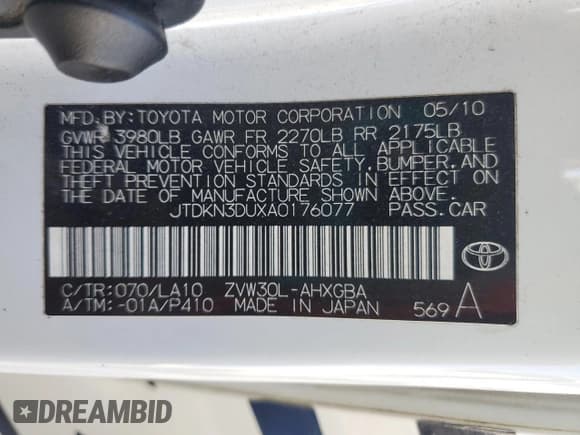 MFD. BY: TOYOTA MOTOR CORPORATION 05/10
GVWR 3980LB GAWR FR 2270LB RR 2175LB
THIS VEHICLE CONFORMS TO ALL APPLICABLE
FEDERAL MOTOR VEHICLE SAFETY, BUMPER, AND
THEFT PREVENTION STANDARDS IN EFFECT ON
THE DATE OF MANUFACTURE SHOWN ABOVE.
JTDKN3DUXA0176077 PASS. CAR
C/TR: 070/LA10 ZVW30L-AHXGBA
A/TM: -01A/P410 MADE IN JAPAN 569 A
DREAMBID